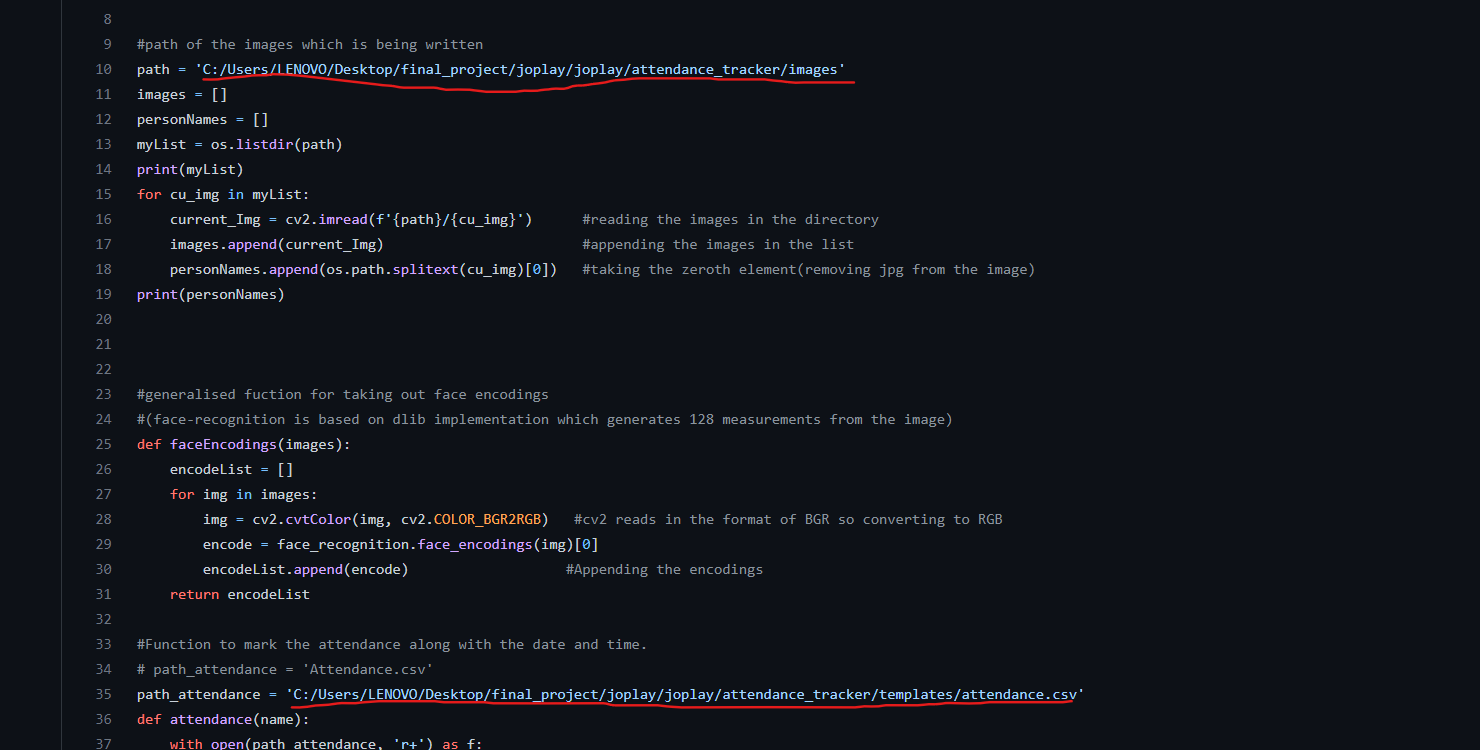 8
9 #path of the images which is being written
10 path = 'C:/Users/LENOVO/Desktop/final_project/joplay/joplay/attendance_tracker/images'
11 images = []
12 personNames = []
13 myList = os.listdir(path)
14 print(myList)
15 for cu_img in myList:
16     current_Img = cv2.imread(f'{path}/{cu_img}')      #reading the images in the directory
17     images.append(current_Img)                        #appending the images in the list
18     personNames.append(os.path.splitext(cu_img)[0])   #taking the zeroth element(removing jpg from the image)
19 print(personNames)
20
21
22
23 #generalised fuction for taking out face encodings
24 #(face-recognition is based on dlib implementation which generates 128 measurements from the image)
25 def faceEncodings(images):
26     encodeList = []
27     for img in images:
28         img = cv2.cvtColor(img, cv2.COLOR_BGR2RGB)   #cv2 reads in the format of BGR so converting to RGB
29         encode = face_recognition.face_encodings(img)[0]
30         encodeList.append(encode)                   #Appending the encodings
31     return encodeList
32
33 #Function to mark the attendance along with the date and time.
34 # path_attendance = 'Attendance.csv'
35 path_attendance = 'C:/Users/LENOVO/Desktop/final_project/joplay/joplay/attendance_tracker/templates/attendance.csv'
36 def attendance(name):
37     with open(path_attendance, 'r+') as f: